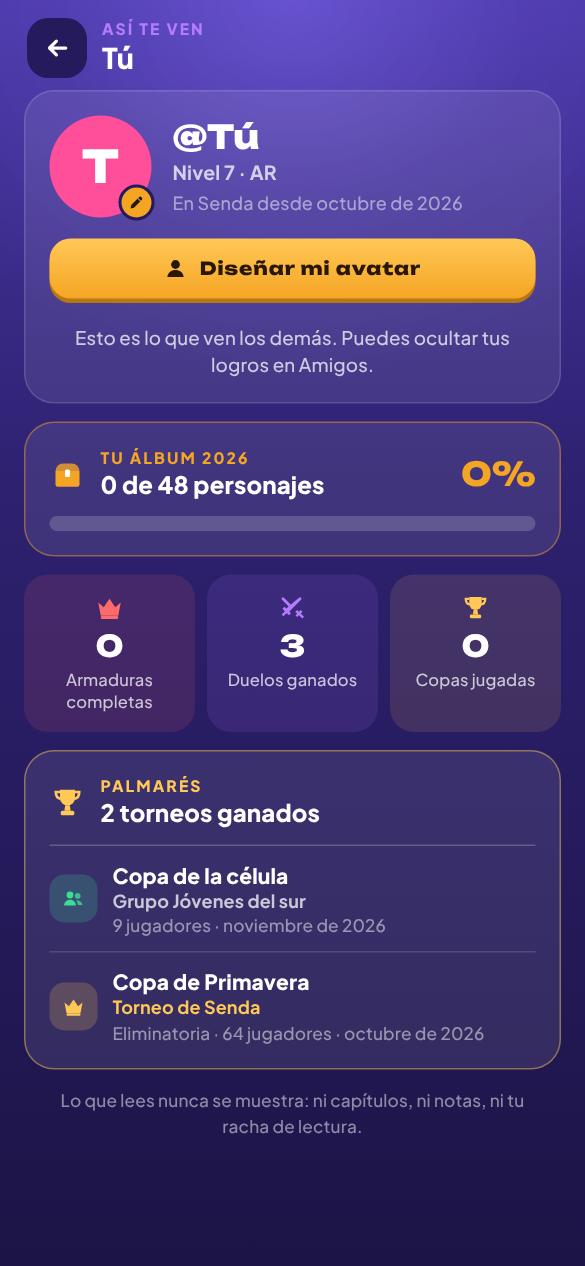 ASÍ TE VEN
Tú
T
@Tú
Nivel 7 · AR
En Senda desde octubre de 2026
Diseñar mi avatar
Esto es lo que ven los demás. Puedes ocultar tus
logros en Amigos.
TU ÁLBUM 2026
0 de 48 personajes
0%
0
Armaduras
completas
3
Duelos ganados
0
Copas jugadas
PALMARÉS
2 torneos ganados
Copa de la célula
Grupo Jóvenes del sur
9 jugadores · noviembre de 2026
Copa de Primavera
Torneo de Senda
Eliminatoria · 64 jugadores · octubre de 2026
Lo que lees nunca se muestra: ni capítulos, ni notas, ni tu
racha de lectura.